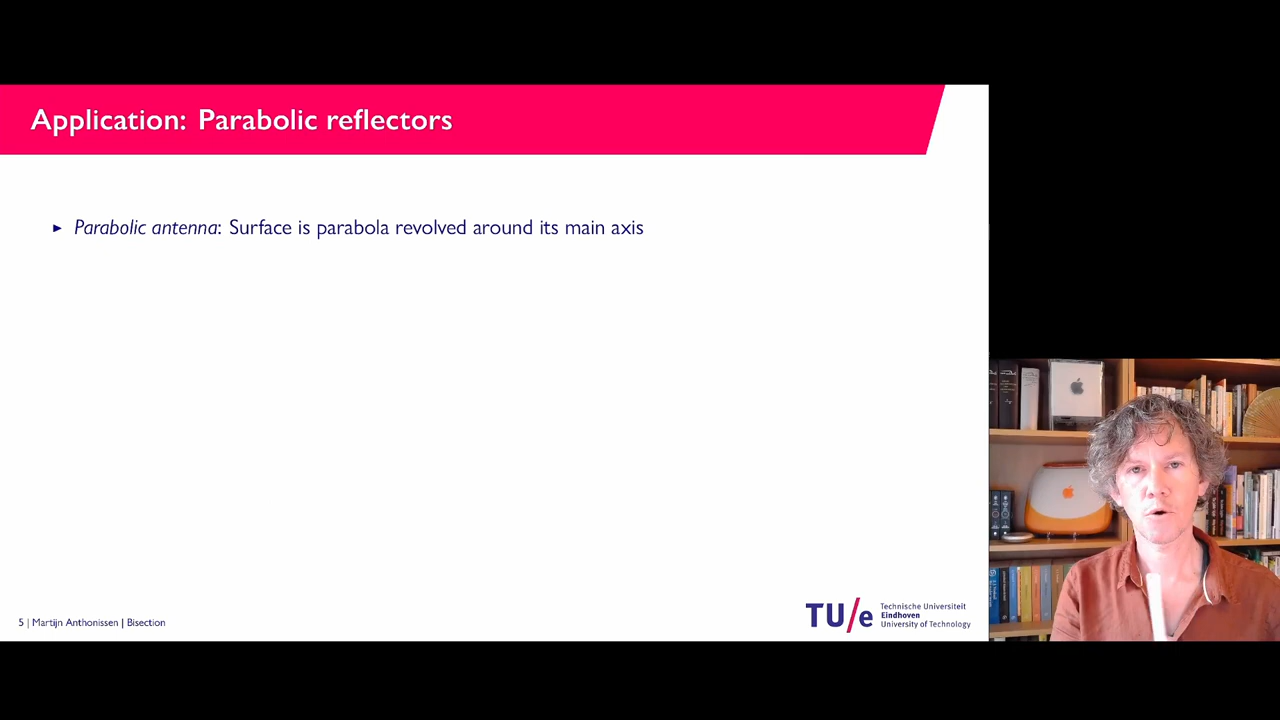 Application: Parabolic reflectors
▸ Parabolic antenna: Surface is parabola revolved around its main axis
5 | Martijn Anthonissen | Bisection
TU/e
Technische Universiteit
Eindhoven
University of Technology